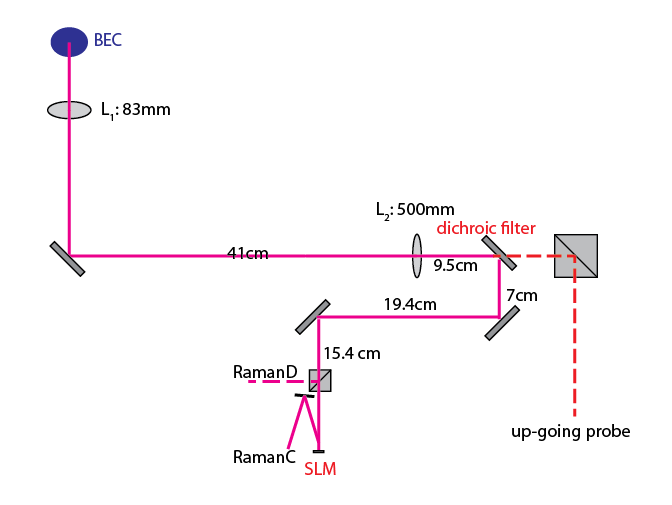 BEC
L1: 83mm
L2: 500mm
dichroic filter
41cm
9.5cm
7cm
19.4cm
15.4 cm
RamanD
up-going probe
RamanC
SLM